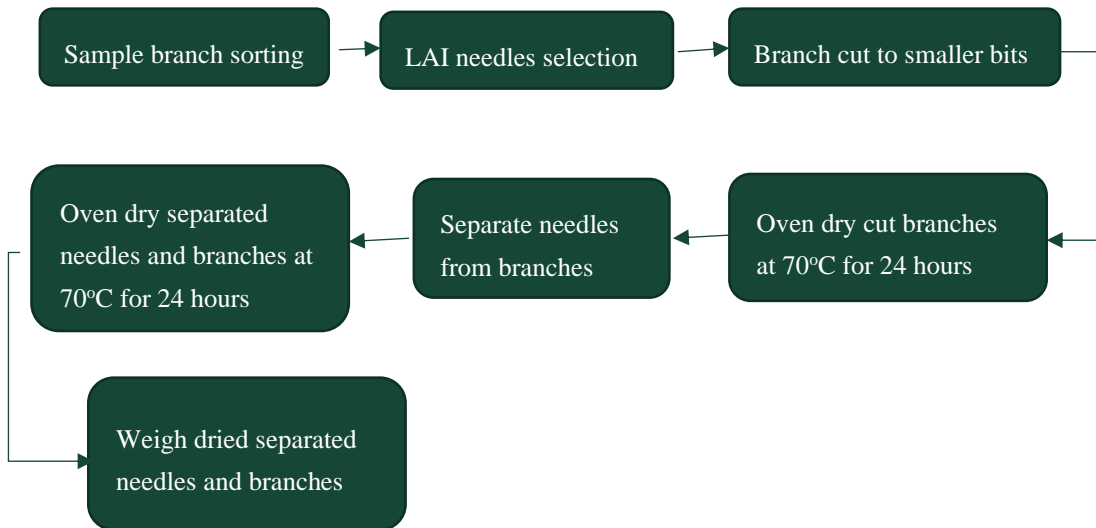 Sample branch sorting
LAI needles selection
Branch cut to smaller bits
Oven dry cut branches
at 70°C for 24 hours
Separate needles
from branches
Oven dry separated
needles and branches at
70°C for 24 hours
Weigh dried separated
needles and branches